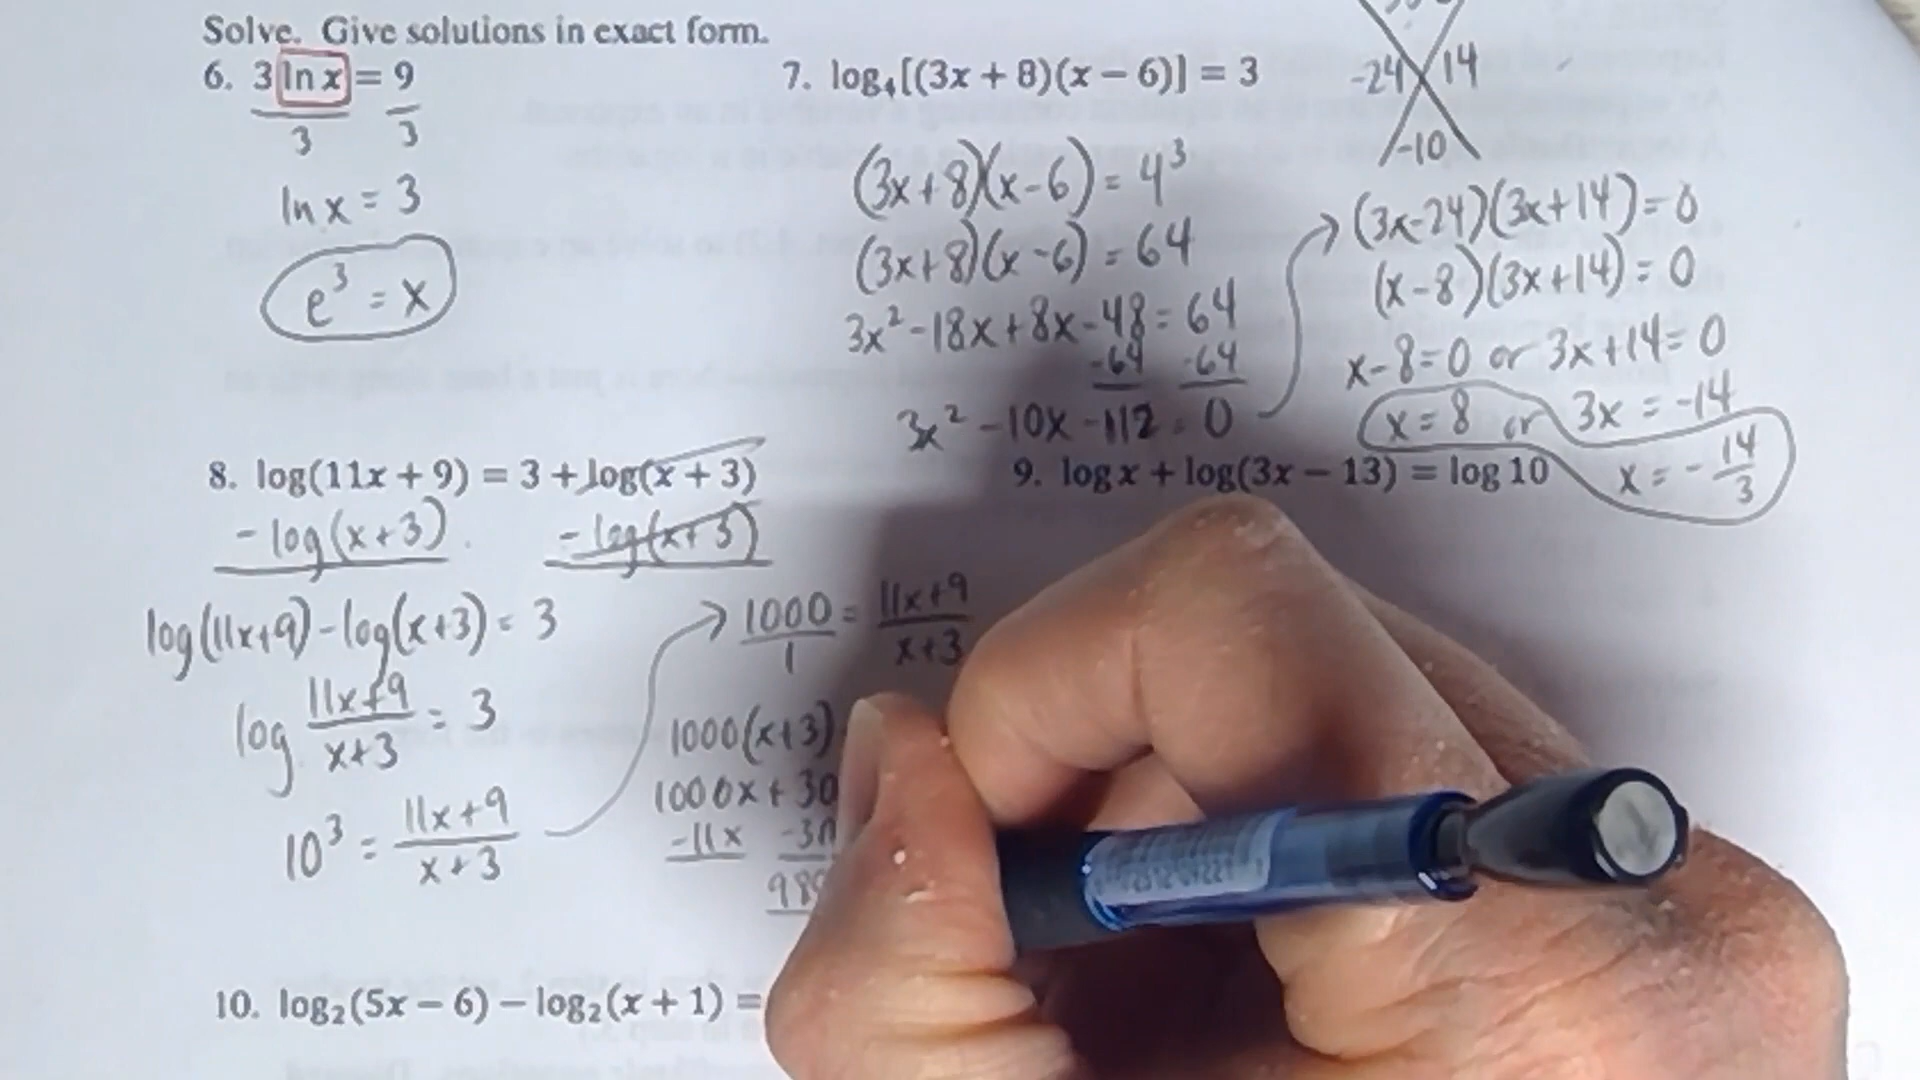 Solve. Give solutions in exact form.
6. 3 ln x = 9
3 3
ln x = 3
e³ = x
7. log₄[(3x + 8)(x − 6)] = 3
-24 14
-10
(3x+8)(x-6) = 4³
(3x+8)(x-6) = 64
3x²-18x+8x-48 = 64
-64 -64
3x²-10x-112 = 0
(3x-24)(3x+14)=0
(x-8)(3x+14)=0
x-8=0 or 3x+14=0
x=8 or 3x = -14
x = -14/3
8. log(11x + 9) = 3 + log(x + 3)
- log(x+3) - log(x+3)
log(11x+9)-log(x+3) = 3
log 11x+9/x+3 = 3
10³ = 11x+9/x+3
1000/1 = 11x+9/x+3
1000(x+3)
1000x + 30
-11x -30
989
9. log x + log(3x − 13) = log 10
10. log₂(5x − 6) − log₂(x + 1) =